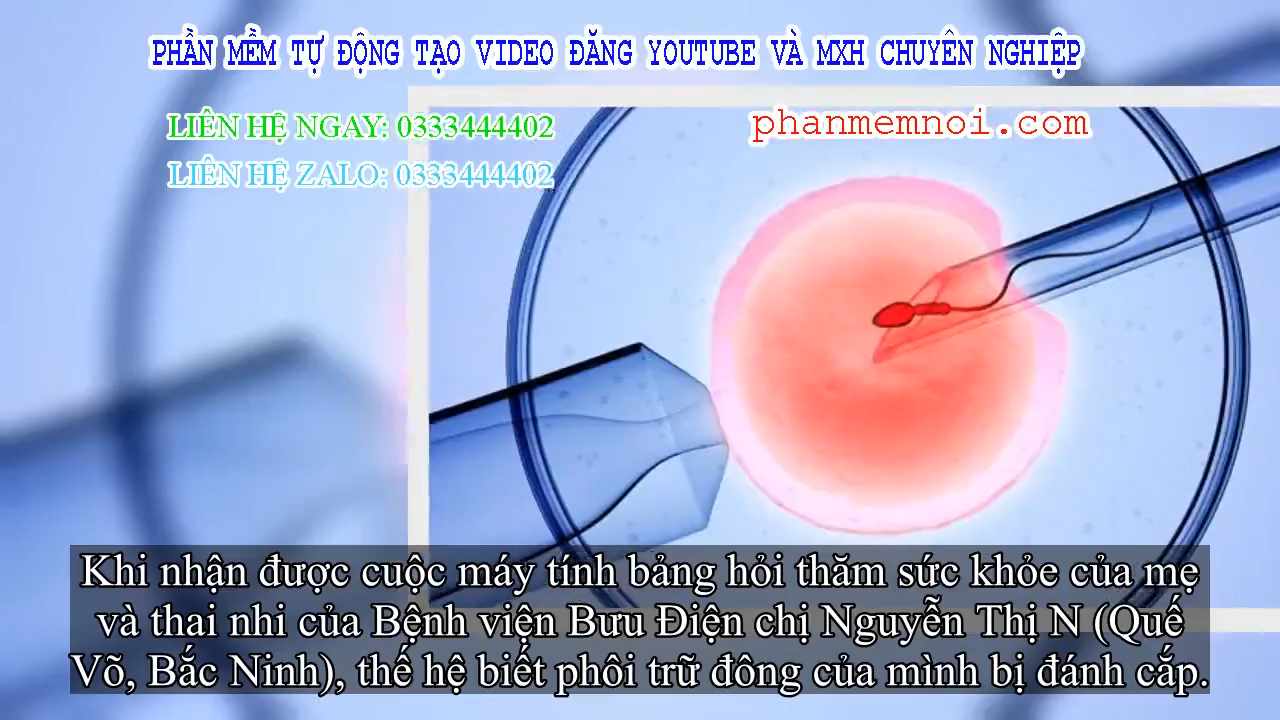 PHẦN MỀM TỰ ĐỘNG TẠO VIDEO ĐĂNG YOUTUBE VÀ MXH CHUYÊN NGHIỆP
LIÊN HỆ NGAY: 0333444402
phanmemnoi.com
LIÊN HỆ ZALO: 0333444402
Khi nhận được cuộc máy tính bảng hỏi thăm sức khỏe của mẹ
và thai nhi của Bệnh viện Bưu Điện chị Nguyễn Thị N (Quế
Võ, Bắc Ninh), thế hệ biết phôi trữ đông của mình bị đánh cắp.